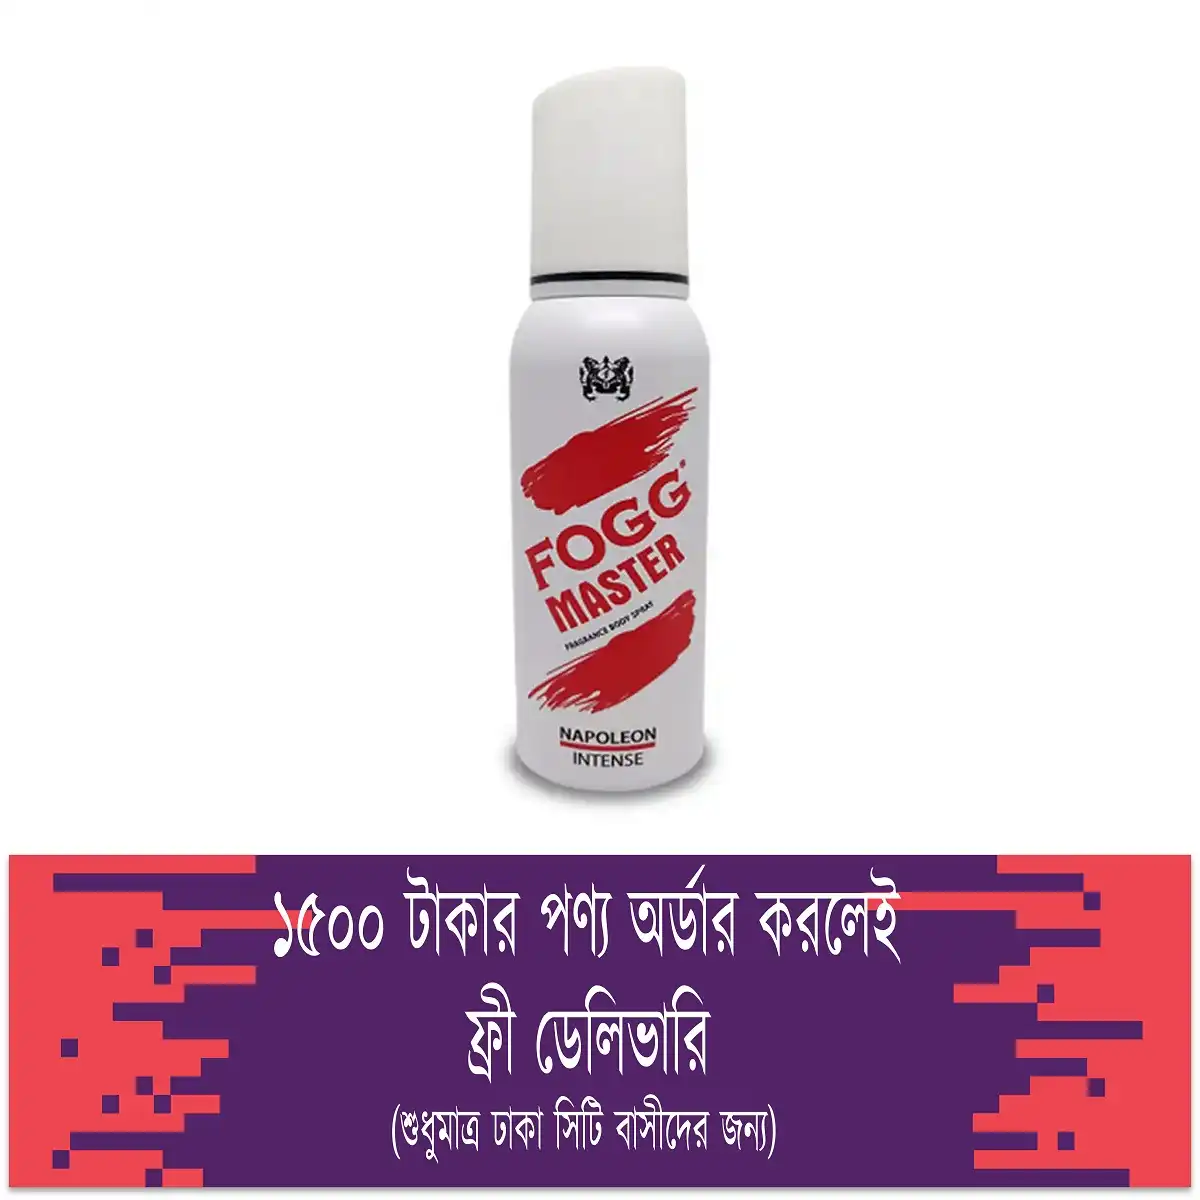 FOGG
MASTER
FRAGRANCE BODY SPRAY
NAPOLEON
INTENSE
১৫০০ টাকার পণ্য অর্ডার করলেই
ফ্রী ডেলিভারি
(শুধুমাত্র ঢাকা সিটি বাসীদের জন্য)